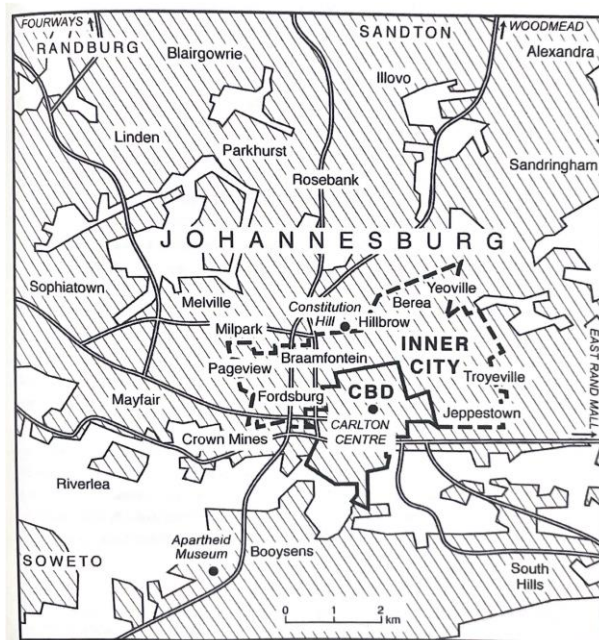 FOURWAYS
RANDBURG
Blairgowrie
SANDTON
WOODMEAD
Alexandra
Illovo
Linden
Parkhurst
Rosebank
Sandringham
JOHANNESBURG
Sophiatown
Melville
Constitution
Hill
Berea
Yeoville
Milpark
Hillbrow
Braamfontein
INNER
CITY
Pageview
Troyeville
Fordsburg
CBD
Mayfair
CARLTON
CENTRE
Jeppestown
EAST RAND MALL
Crown Mines
Riverlea
Apartheid
Museum
Booysens
SOWETO
South
Hills
0 1 2
km